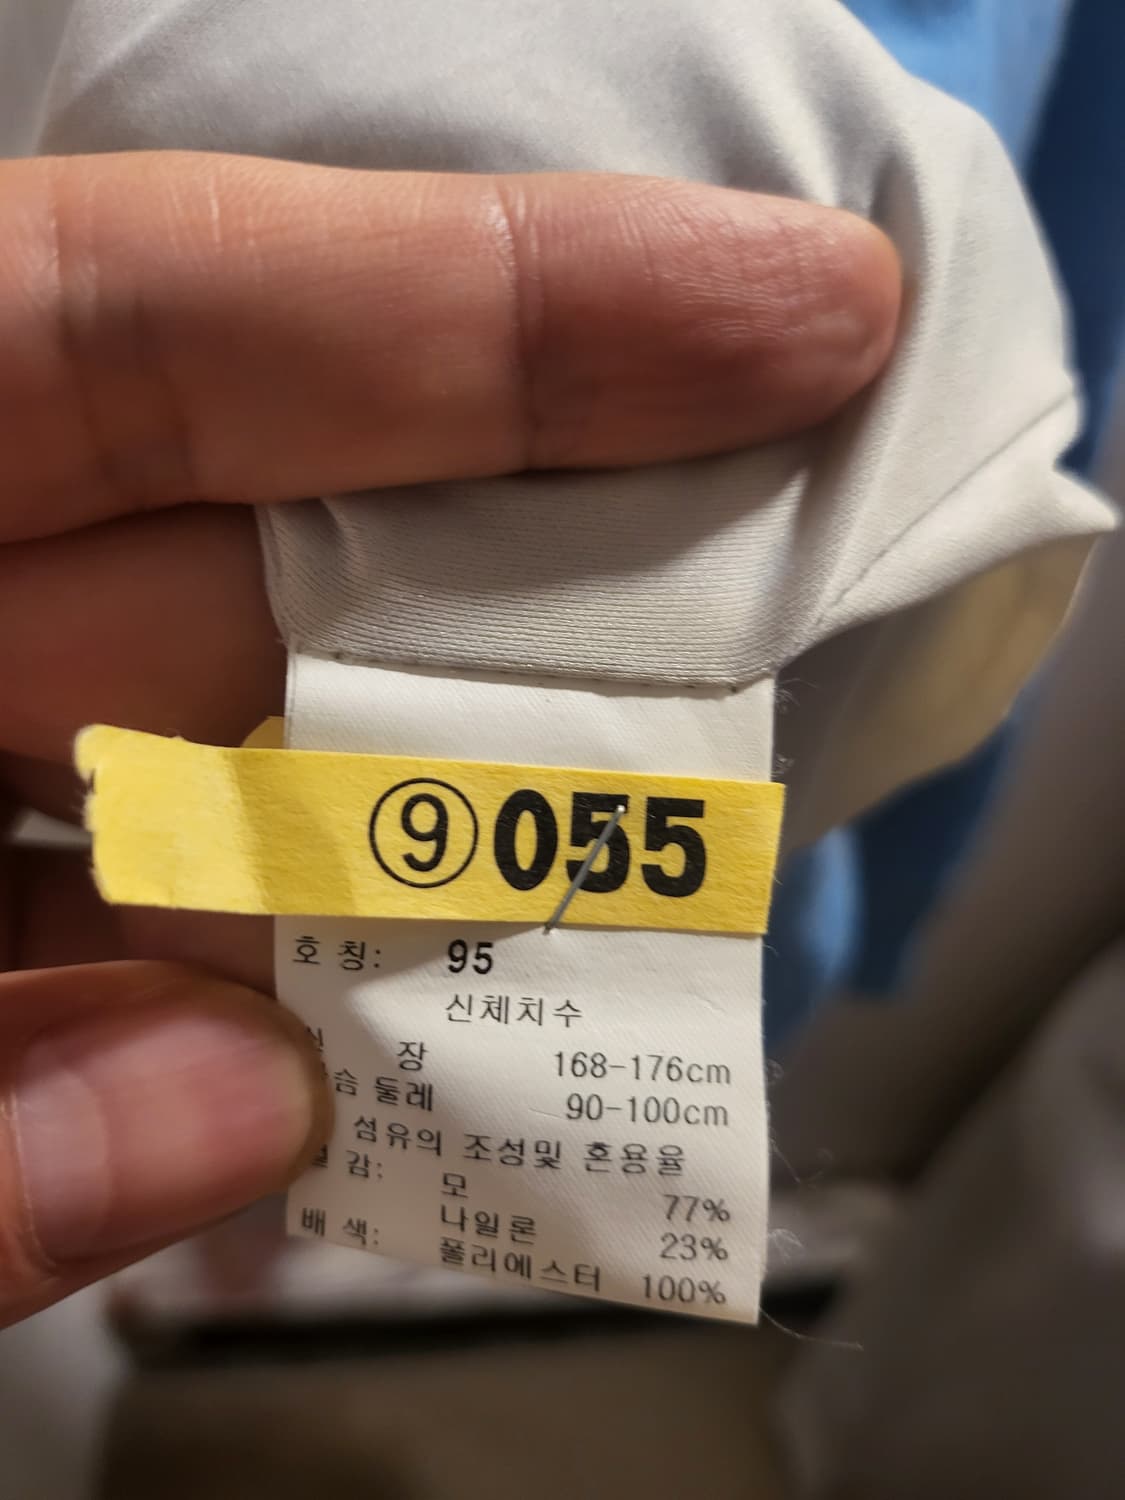 ⑨055
호 칭: 95
신체치수
장 168-176cm
둘레 90-100cm
섬유의 조성및 혼용율
감: 모 77%
나일론 23%
배 색: 폴리에스터 100%